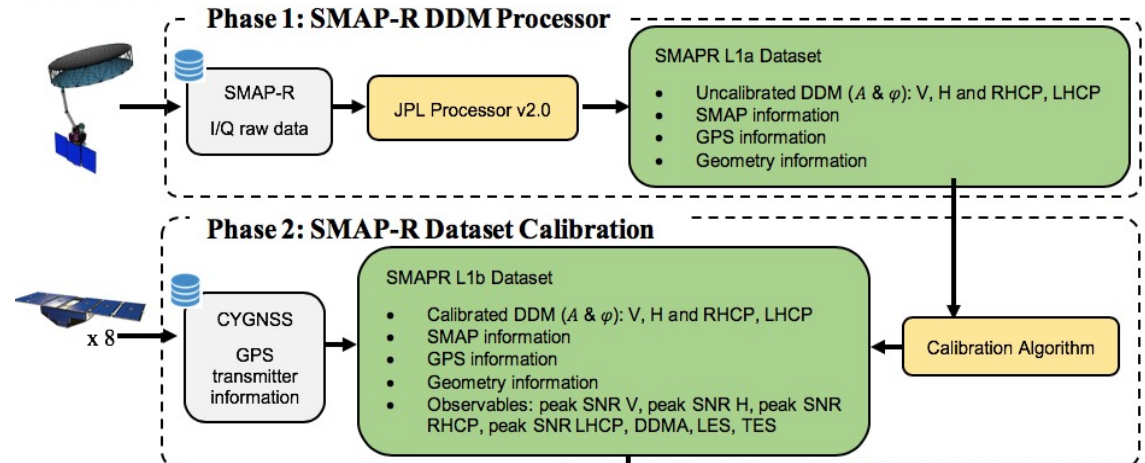 Phase 1: SMAP-R DDM Processor
SMAP-R
I/Q raw data
JPL Processor v2.0
SMAPR L1a Dataset
• Uncalibrated DDM (A & φ): V, H and RHCP, LHCP
• SMAP information
• GPS information
• Geometry information
Phase 2: SMAP-R Dataset Calibration
x 8
CYGNSS
GPS
transmitter
information
SMAPR L1b Dataset
• Calibrated DDM (A & φ): V, H and RHCP, LHCP
• SMAP information
• GPS information
• Geometry information
• Observables: peak SNR V, peak SNR H, peak SNR
RHCP, peak SNR LHCP, DDMA, LES, TES
Calibration Algorithm